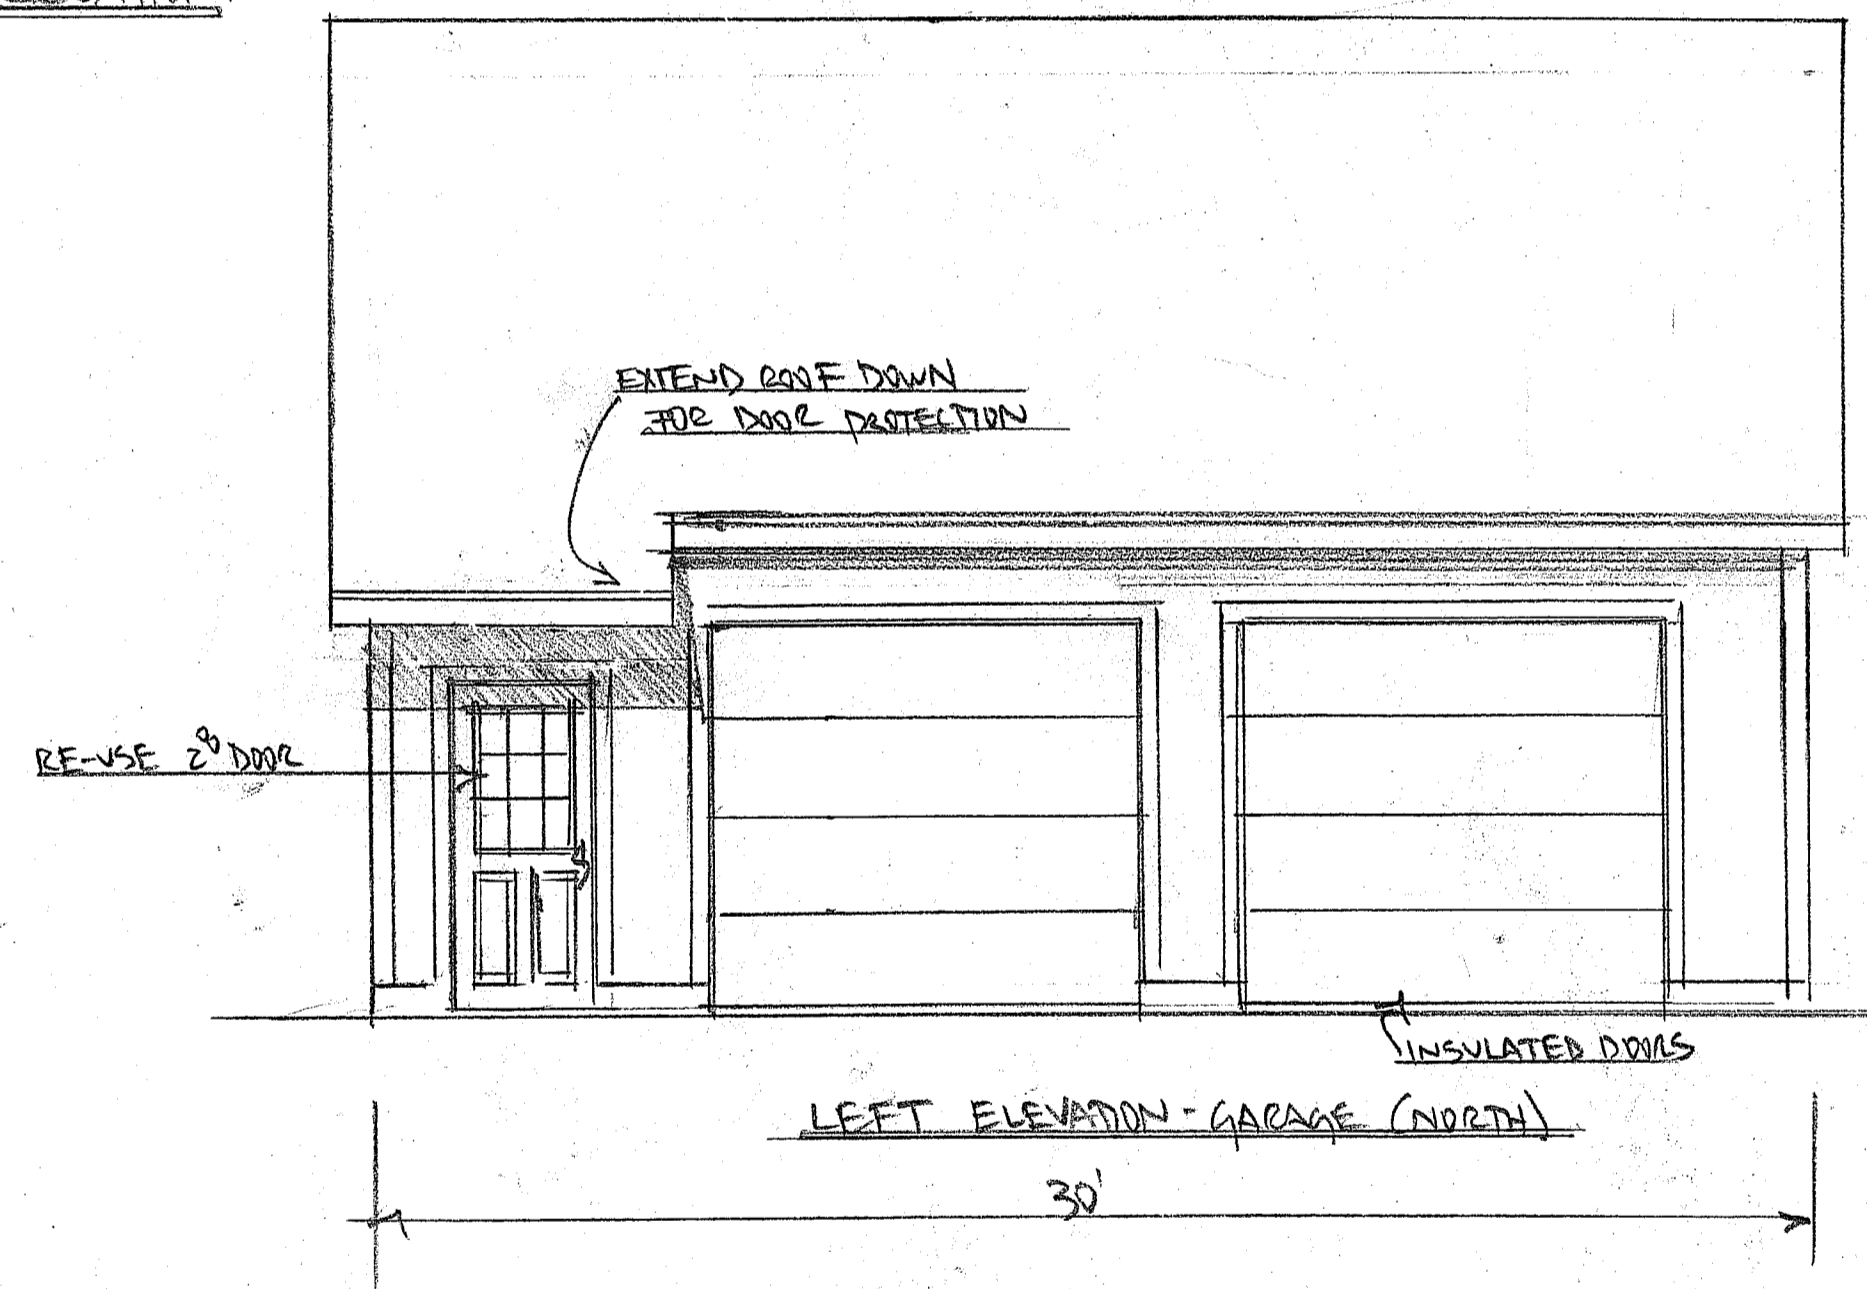 EXTEND ROOF DOWN
FOR DOOR PROTECTION
RE-USE 2⁸ DOOR
INSULATED DOORS
LEFT ELEVATION - GARAGE (NORTH)
30'